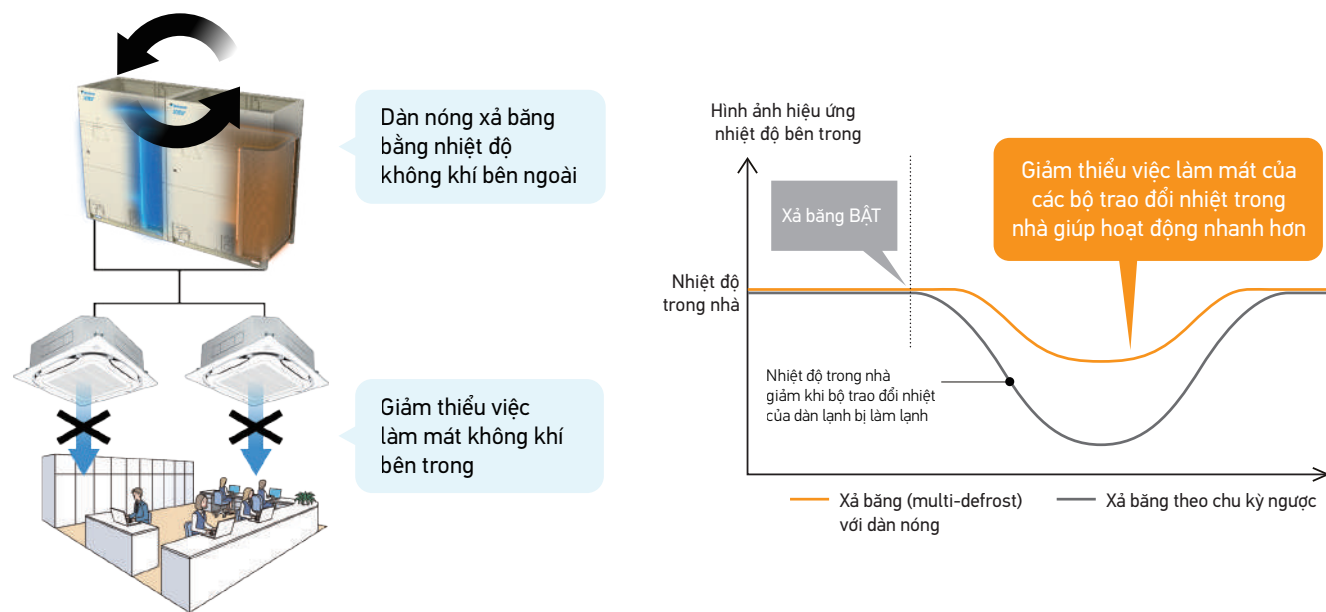 Dàn nóng xả băng
bằng nhiệt độ
không khí bên ngoài
Giảm thiểu việc
làm mát không khí
bên trong
Hình ảnh hiệu ứng
nhiệt độ bên trong
Xả băng BẬT
Giảm thiểu việc làm mát của
các bộ trao đổi nhiệt trong
nhà giúp hoạt động nhanh hơn
Nhiệt độ
trong nhà
Nhiệt độ trong nhà
giảm khi bộ trao đổi nhiệt
của dàn lạnh bị làm lạnh
Xả băng (multi-defrost)
với dàn nóng
Xả băng theo chu kỳ ngược